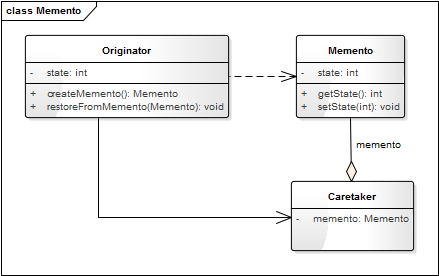 class Memento
Originator
- state: int
+ createMemento(): Memento
+ restoreFromMemento(Memento): void
Memento
- state: int
+ getState(): int
+ setState(int): void
memento
Caretaker
- memento: Memento